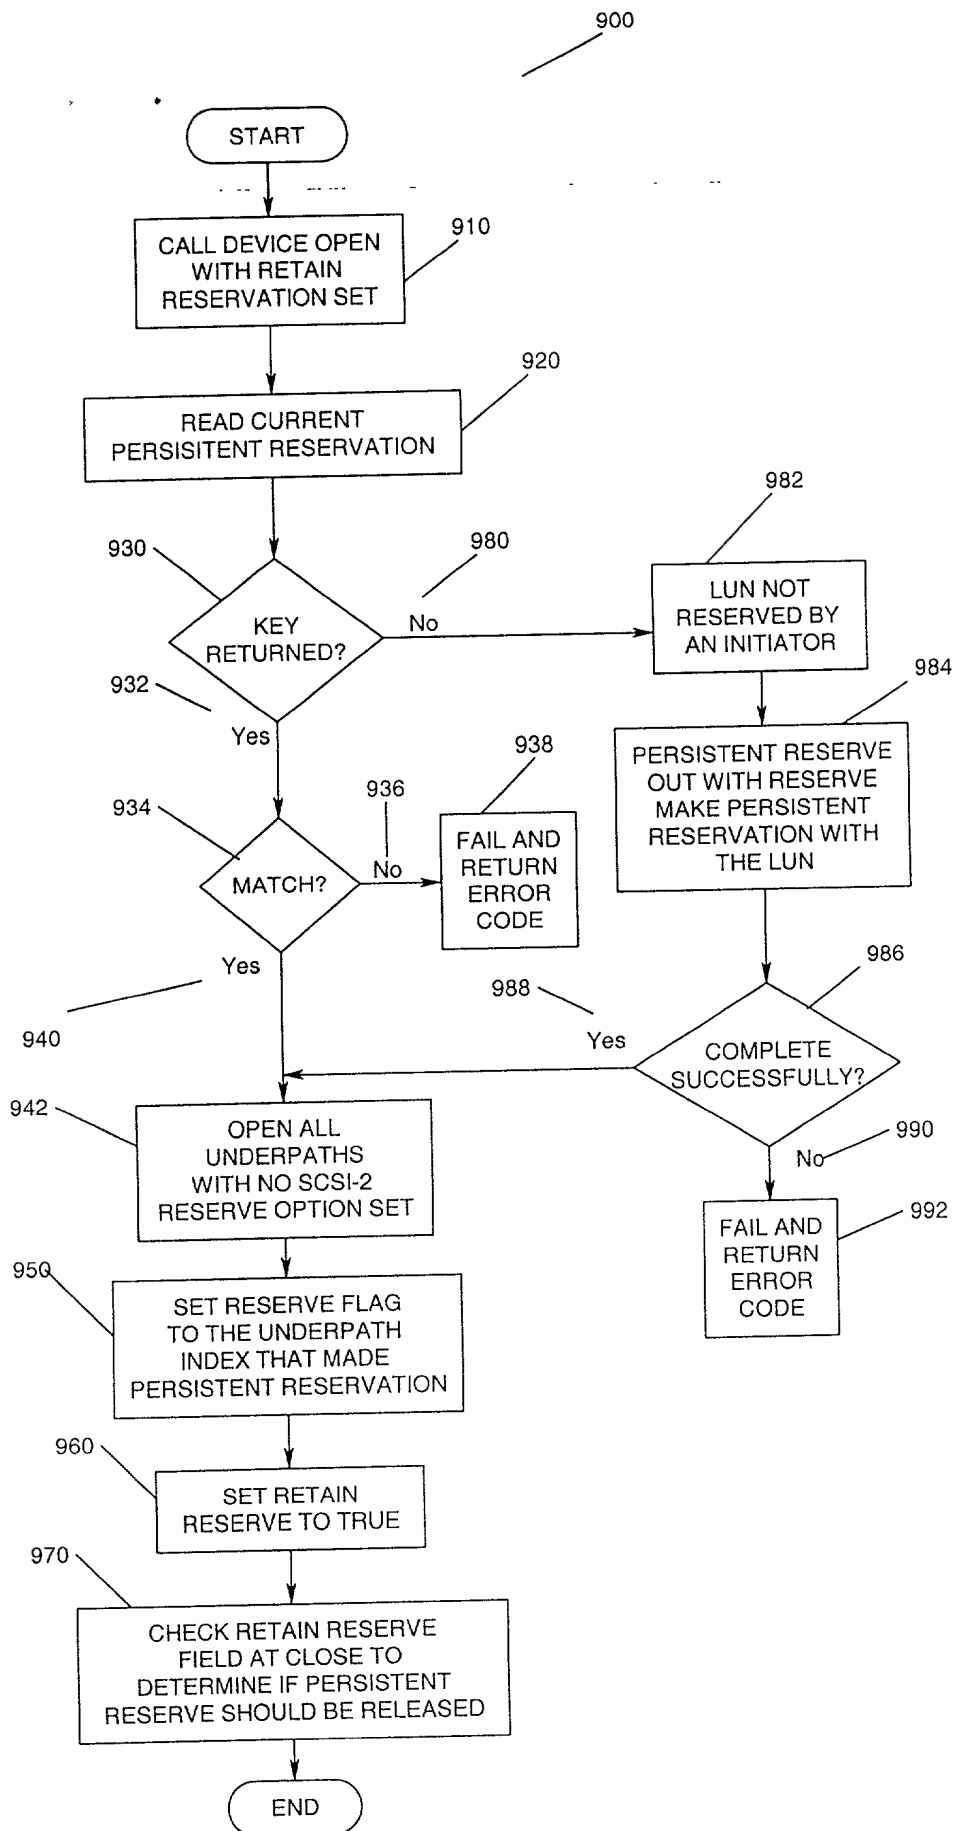 900
START
910
CALL DEVICE OPEN
WITH RETAIN
RESERVATION SET
920
READ CURRENT
PERSISITENT RESERVATION
982
930
980
KEY
RETURNED?
No
LUN NOT
RESERVED BY
AN INITIATOR
984
932
Yes
938
936
934
PERSISTENT RESERVE
OUT WITH RESERVE
MAKE PERSISTENT
RESERVATION WITH
THE LUN
MATCH?
No
FAIL AND
RETURN
ERROR
CODE
Yes
940
988
986
Yes
COMPLETE
SUCCESSFULLY?
942
OPEN ALL
UNDERPATHS
WITH NO SCSI-2
RESERVE OPTION SET
No
990
992
FAIL AND
RETURN
ERROR
CODE
950
SET RESERVE FLAG
TO THE UNDERPATH
INDEX THAT MADE
PERSISTENT RESERVATION
960
SET RETAIN
RESERVE TO TRUE
970
CHECK RETAIN RESERVE
FIELD AT CLOSE TO
DETERMINE IF PERSISTENT
RESERVE SHOULD BE RELEASED
END